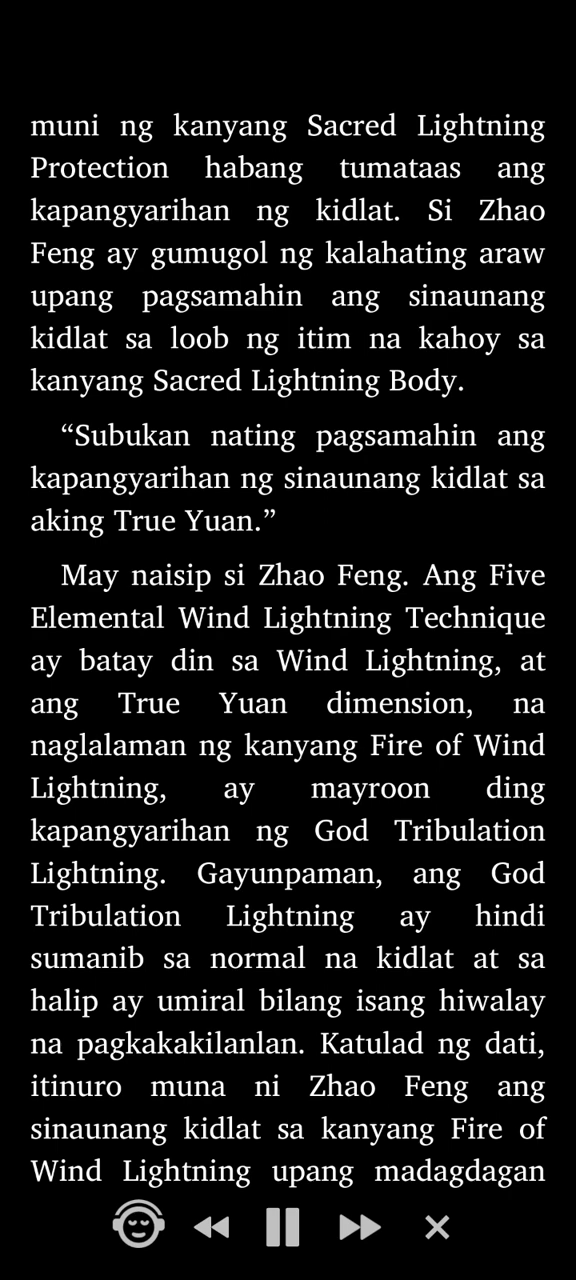 muni ng kanyang Sacred Lightning
Protection habang tumataas ang
kapangyarihan ng kidlat. Si Zhao
Feng ay gumugol ng kalahating araw
upang pagsamahin ang sinaunang
kidlat sa loob ng itim na kahoy sa
kanyang Sacred Lightning Body.
“Subukan nating pagsamahin ang
kapangyarihan ng sinaunang kidlat sa
aking True Yuan.”
May naisip si Zhao Feng. Ang Five
Elemental Wind Lightning Technique
ay batay din sa Wind Lightning, at
ang True Yuan dimension, na
naglalaman ng kanyang Fire of Wind
Lightning, ay mayroon ding
kapangyarihan ng God Tribulation
Lightning. Gayunpaman, ang God
Tribulation Lightning ay hindi
sumanib sa normal na kidlat at sa
halip ay umiral bilang isang hiwalay
na pagkakakilanlan. Katulad ng dati,
itinuro muna ni Zhao Feng ang
sinaunang kidlat sa kanyang Fire of
Wind Lightning upang madagdagan